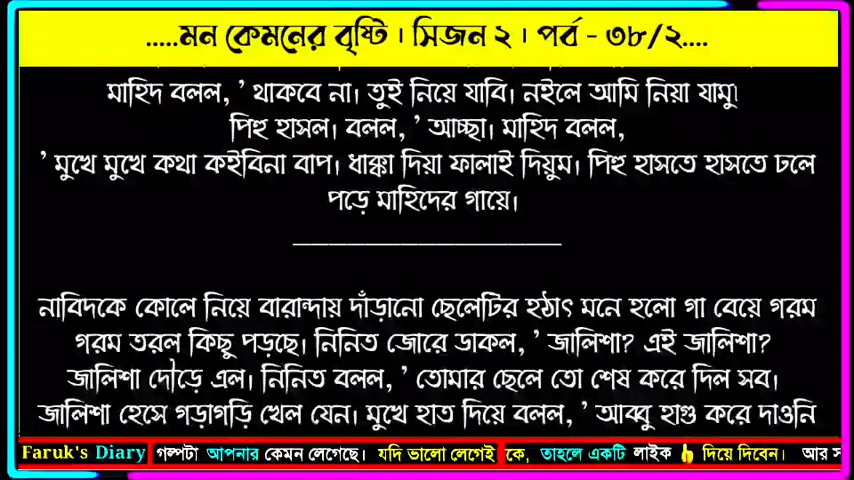 .....মন কেমনের বৃষ্টি । সিজন ২ । পর্ব - ৩৮/২....
মাহিদ বলল, ’ থাকবে না। তুই নিয়ে যাবি। নইলে আমি নিয়া যামু।
পিহু হাসল। বলল, ’ আচ্ছা। মাহিদ বলল,
’ মুখে মুখে কথা কইবিনা বাপ। ধাক্কা দিয়া ফালাই দিয়ুম। পিহু হাসতে হাসতে ঢলে
পড়ে মাহিদের গায়ে।
নাবিদকে কোলে নিয়ে বারান্দায় দাঁড়ানো ছেলেটির হঠাৎ মনে হলো গা বেয়ে গরম
গরম তরল কিছু পড়ছে। নিনিত জোরে ডাকল, ’ জালিশা? এই জালিশা?
জালিশা দৌড়ে এল। নিনিত বলল, ’ তোমার ছেলে তো শেষ করে দিল সব।
জালিশা হেসে গড়াগড়ি খেল যেন। মুখে হাত দিয়ে বলল, ’ আব্বু হাগু করে দাওনি
Faruk's Diary গল্পটা আপনার কেমন লেগেছে। যদি ভালো লেগেই কে, তাহলে একটি লাইক দিয়ে দিবেন। আর